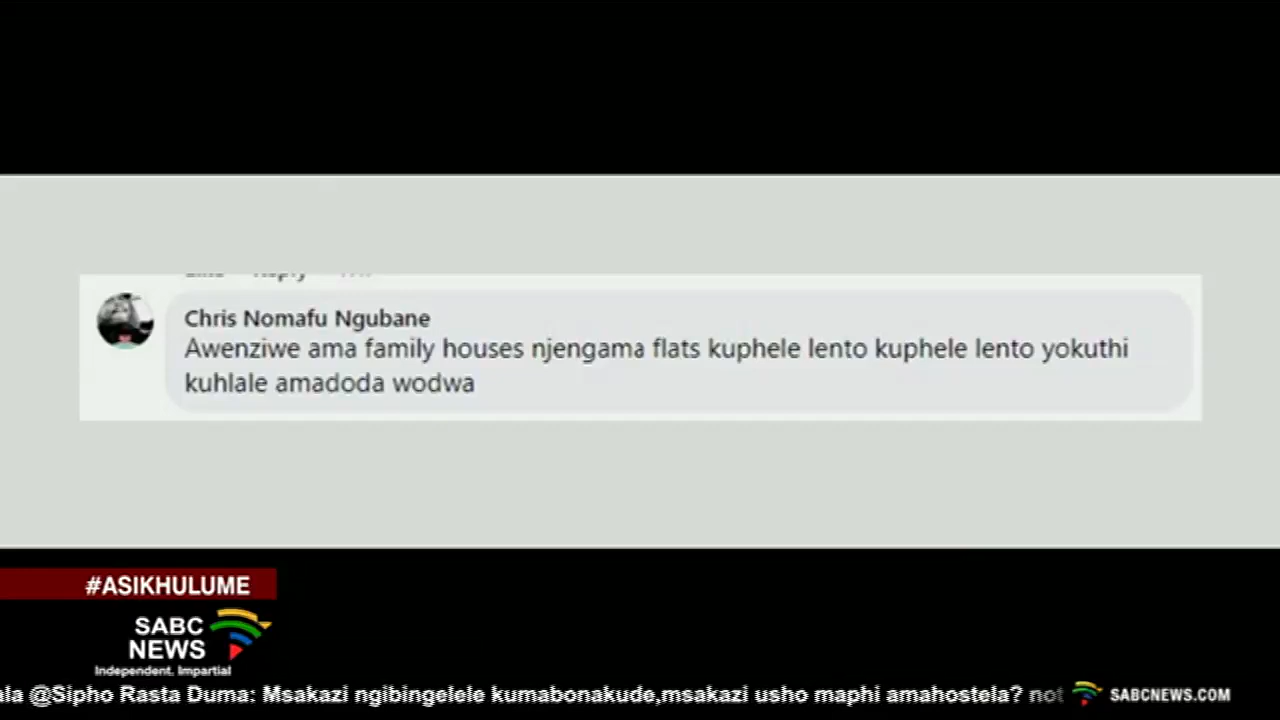 Chris Nomafu Ngubane
Awenziwe ama family houses njengama flats kuphele lento kuphele lento yokuthi
kuhlale amadoda wodwa
#ASIKHULUME
SABC
NEWS
Independent. Impartial
@Sipho Rasta Duma: Msakazi ngibingelele kumabonakude,msakazi usho maphi amahostela? not
SABCNEWS.COM